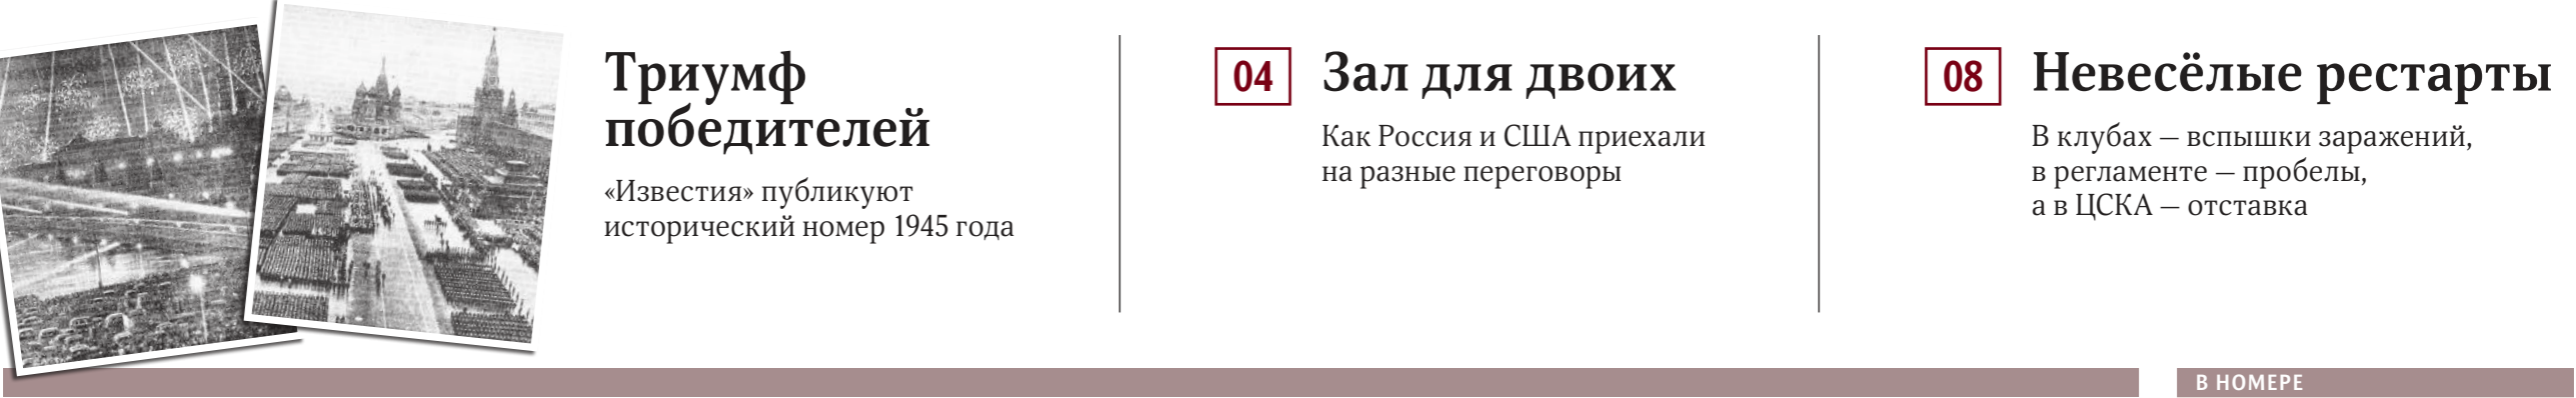 Триумф
победителей
«Известия» публикуют
исторический номер 1945 года
04
Зал для двоих
Как Россия и США приехали
на разные переговоры
08
Невесёлые рестарты
В клубах — вспышки заражений,
в регламенте — пробелы,
а в ЦСКА — отставка
В НОМЕРЕ